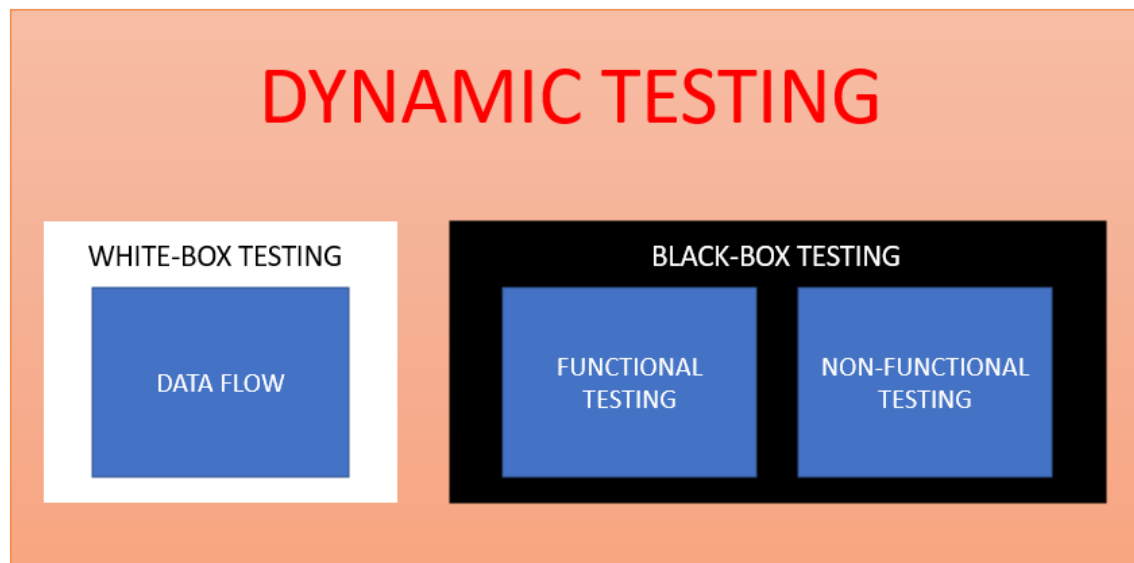 DYNAMIC TESTING
WHITE-BOX TESTING
DATA FLOW
BLACK-BOX TESTING
FUNCTIONAL
TESTING
NON-FUNCTIONAL
TESTING